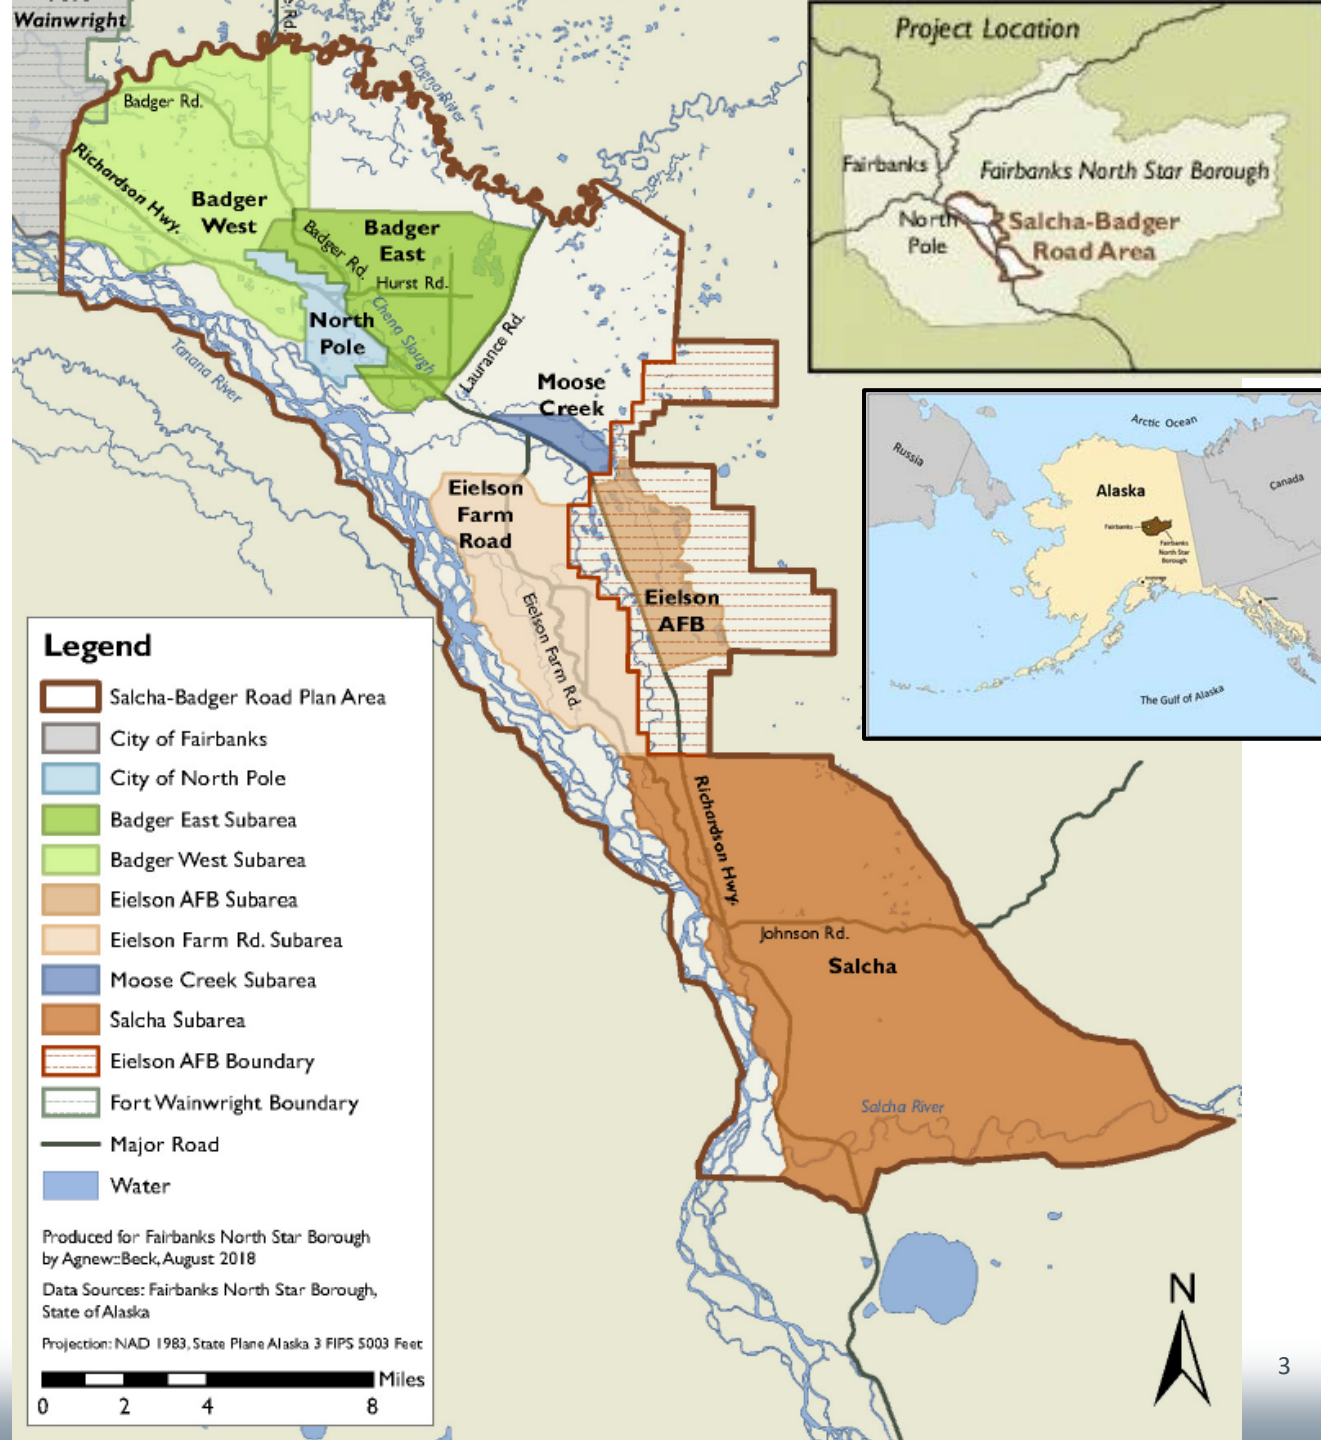 Wainwright
Rd.
Chena River
Badger Rd.
Richardson Hwy.
Badger
West
Badger
East
Badger Rd.
Hurst Rd.
North
Pole
Chena Slough
Laurance Rd.
Tanana River
Moose
Creek
Eielson
Farm
Road
Eielson Farm Rd.
Eielson
AFB
Richardson Hwy.
Johnson Rd.
Salcha
Salcha River
Project Location
Fairbanks
Fairbanks North Star Borough
North
Pole
Salcha-Badger
Road Area
Arctic Ocean
Russia
Canada
Alaska
Fairbanks
Fairbanks
North Star
Borough
The Gulf of Alaska
Legend
Salcha-Badger Road Plan Area
City of Fairbanks
City of North Pole
Badger East Subarea
Badger West Subarea
Eielson AFB Subarea
Eielson Farm Rd. Subarea
Moose Creek Subarea
Salcha Subarea
Eielson AFB Boundary
Fort Wainwright Boundary
Major Road
Water
Produced for Fairbanks North Star Borough
by Agnew::Beck, August 2018
Data Sources: Fairbanks North Star Borough,
State of Alaska
Projection: NAD 1983, State Plane Alaska 3 FIPS 5003 Feet
Miles
0 2 4 8
N
3